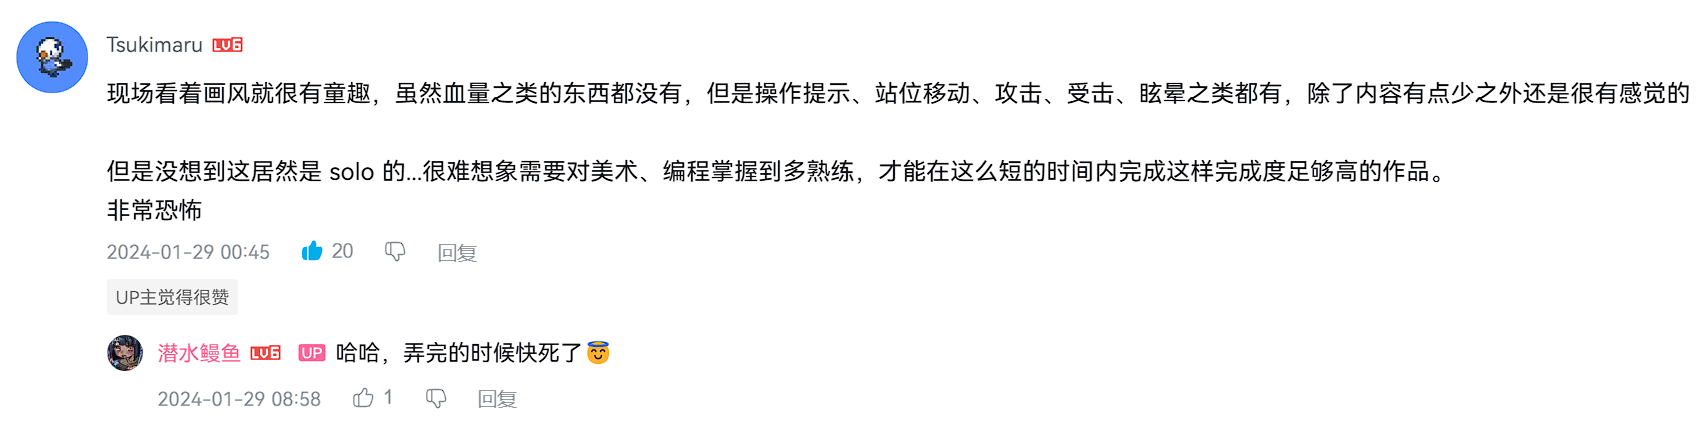 Tsukimaru LV6
现场看着画风就很有童趣，虽然血量之类的东西都没有，但是操作提示、站位移动、攻击、受击、眩晕之类都有，除了内容有点少之外还是很有感觉的
但是没想到这居然是 solo 的...很难想象需要对美术、编程掌握到多熟练，才能在这么短的时间内完成这样完成度足够高的作品。
非常恐怖
2024-01-29 00:45 20 回复
UP主觉得很赞
潜水鳗鱼 LV6 UP 哈哈，弄完的时候快死了😇
2024-01-29 08:58 1 回复